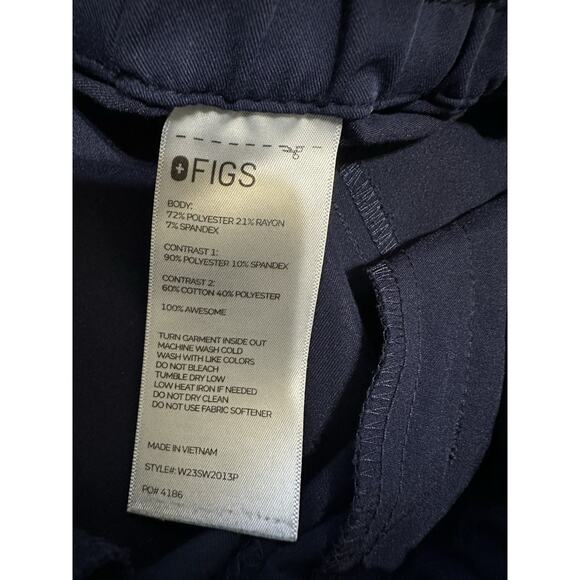 FIGS
BODY:
72% POLYESTER 21% RAYON
7% SPANDEX
CONTRAST 1:
90% POLYESTER 10% SPANDEX
CONTRAST 2:
60% COTTON 40% POLYESTER
100% AWESOME
TURN GARMENT INSIDE OUT
MACHINE WASH COLD
WASH WITH LIKE COLORS
DO NOT BLEACH
TUMBLE DRY LOW
LOW HEAT IRON IF NEEDED
DO NOT DRY CLEAN
DO NOT USE FABRIC SOFTENER
MADE IN VIETNAM
STYLE#: W23SW2013P
PO# 4186